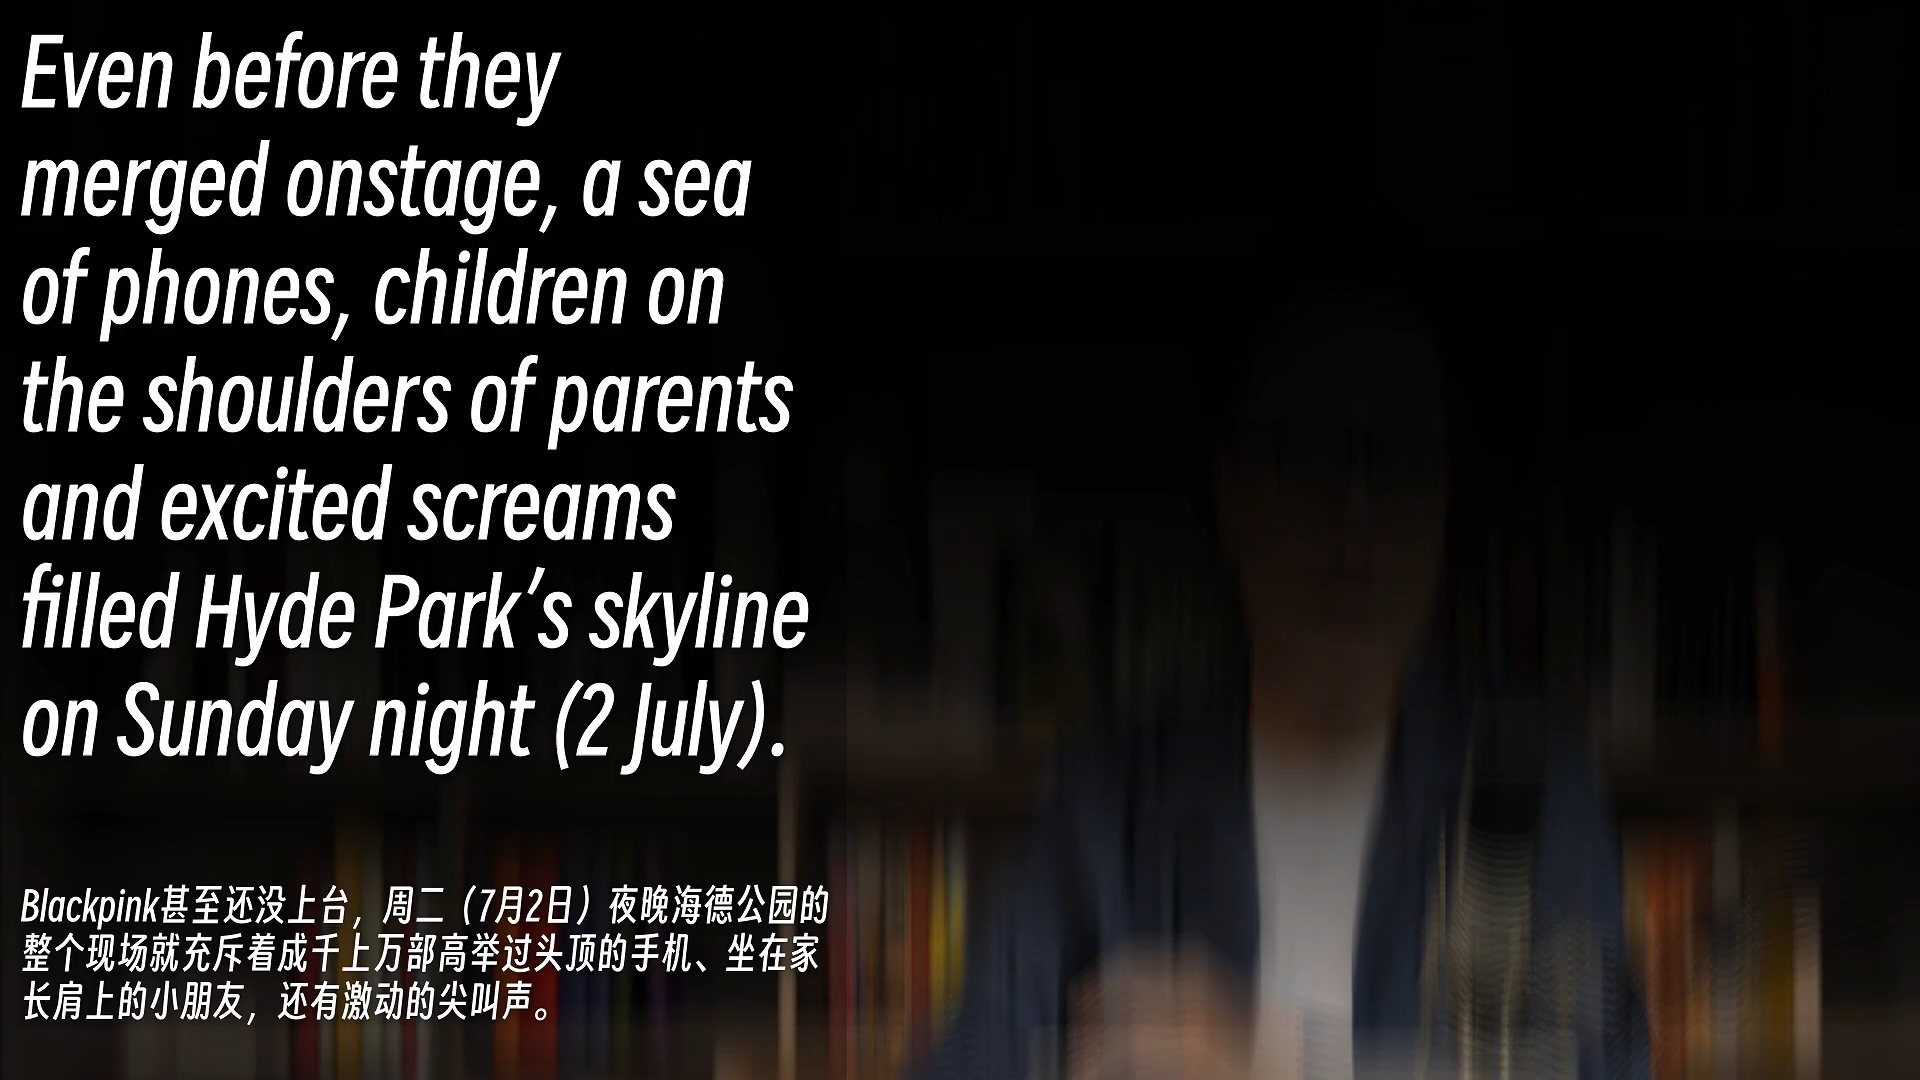 Even before they
merged onstage, a sea
of phones, children on
the shoulders of parents
and excited screams
filled Hyde Park’s skyline
on Sunday night (2 July).
Blackpink甚至还没上台，周二（7月2日）夜晚海德公园的
整个现场就充斥着成千上万部高举过头顶的手机、坐在家
长肩上的小朋友，还有激动的尖叫声。